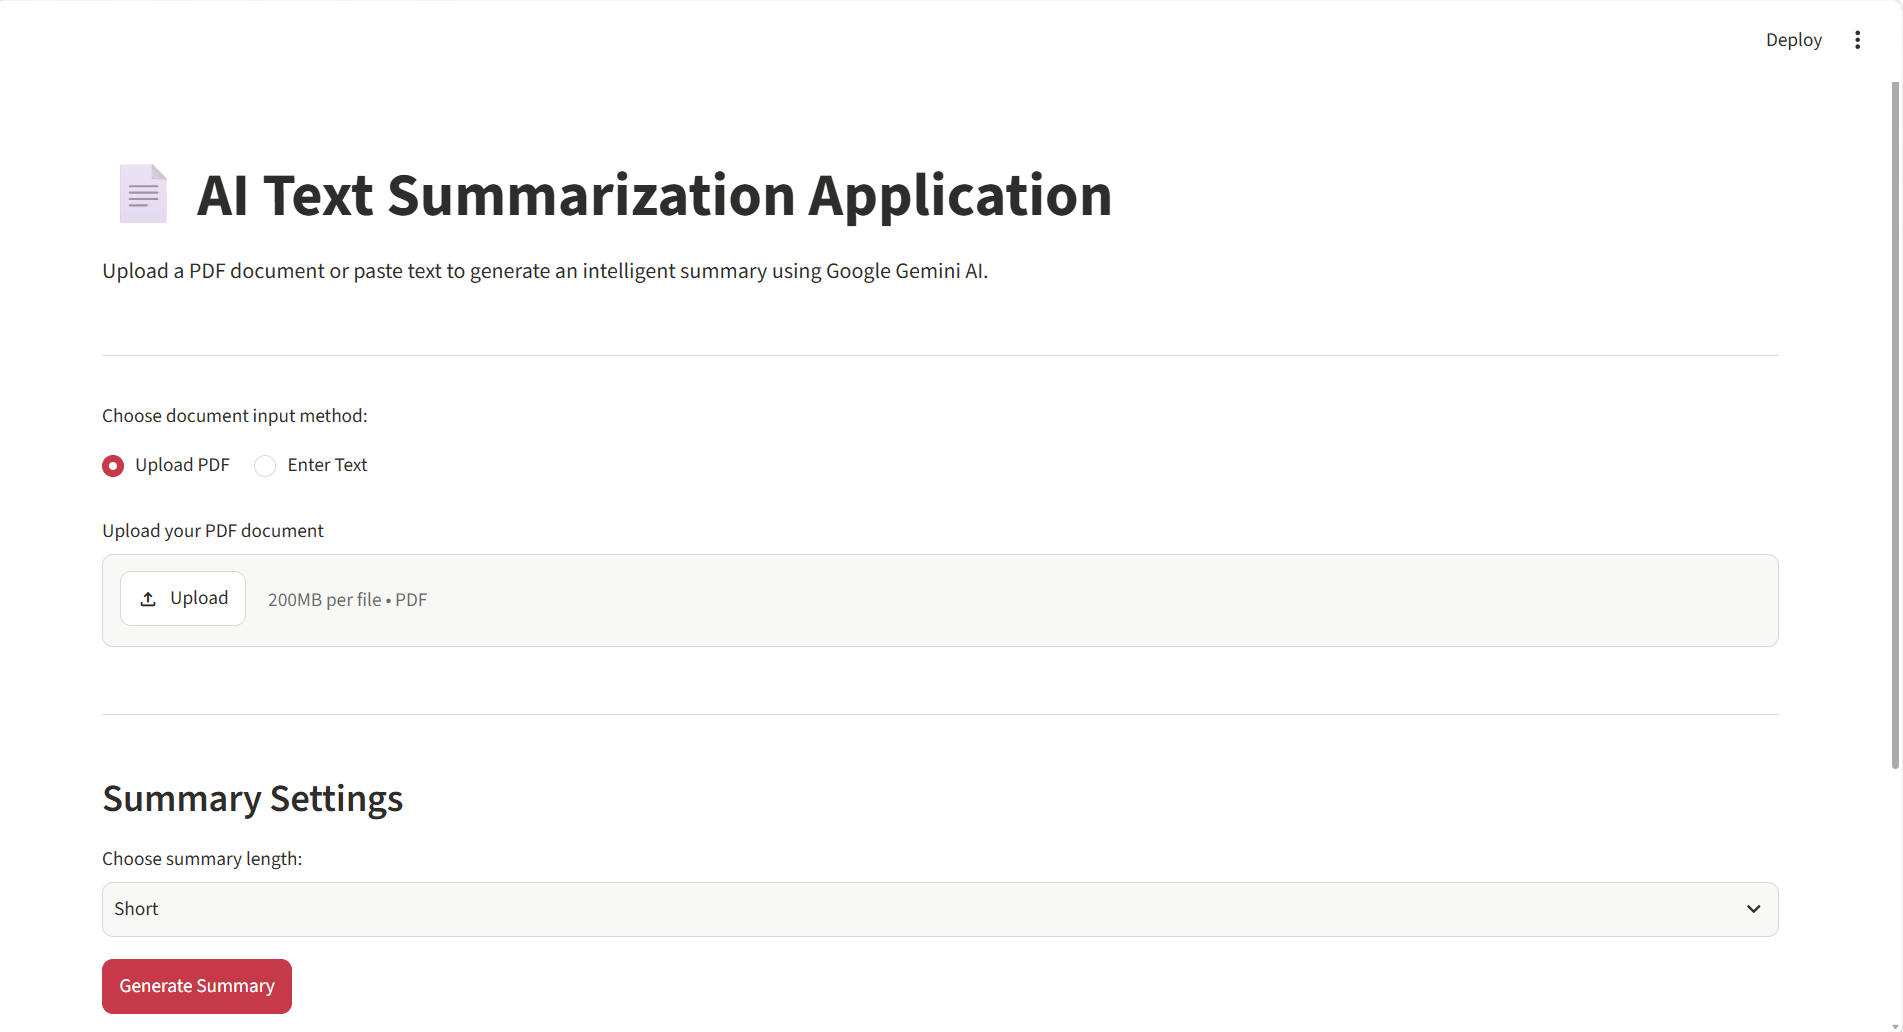 Deploy
AI Text Summarization Application
Upload a PDF document or paste text to generate an intelligent summary using Google Gemini AI.
Choose document input method:
Upload PDF
Enter Text
Upload your PDF document
Upload
200MB per file • PDF
Summary Settings
Choose summary length:
Short
Generate Summary